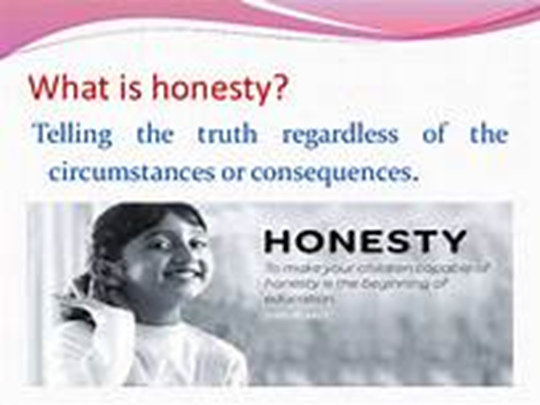 What is honesty?
Telling the truth regardless of the
circumstances or consequences.
HONESTY
To make your children capable of
honesty is the beginning of
education.